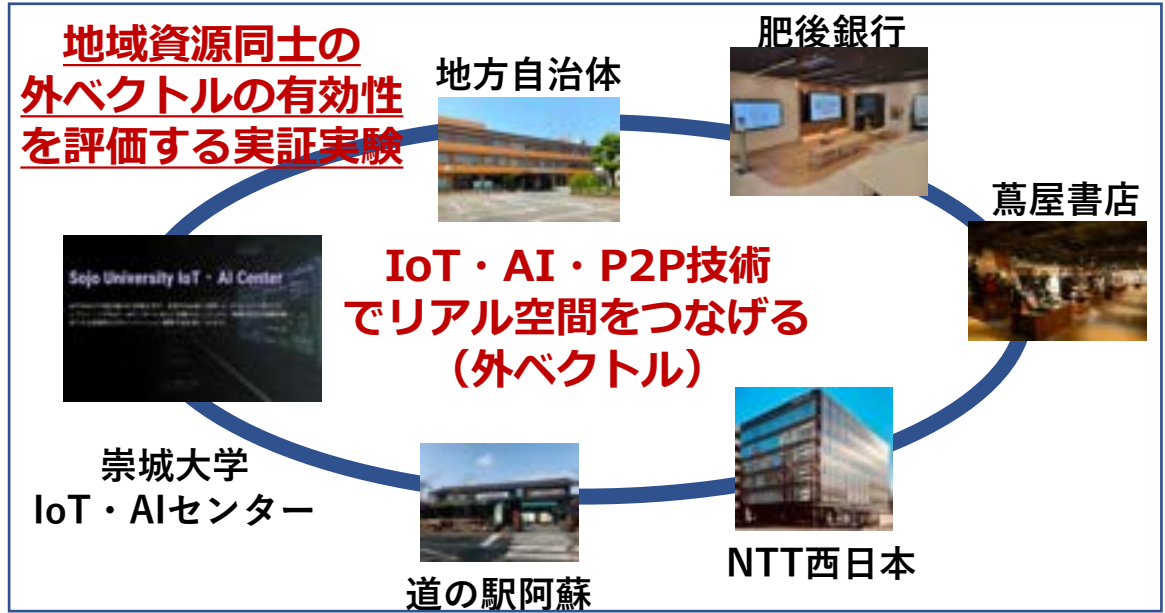 地域資源同士の
外ベクトルの有効性
を評価する実証実験
地方自治体
肥後銀行
蔦屋書店
IoT・AI・P2P技術
でリアル空間をつなげる
（外ベクトル）
Sojo University IoT・AI Center
崇城大学
IoT・AIセンター
道の駅阿蘇
NTT西日本